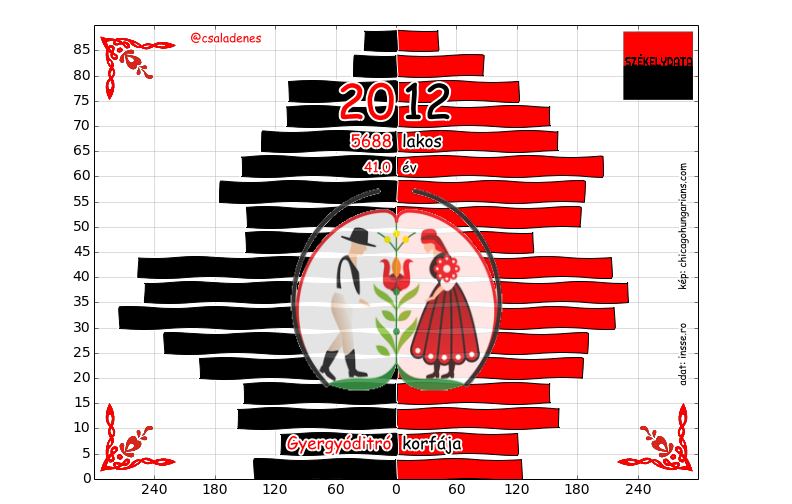 @csaladenes
SZÉKELYDATA
2012
5688 lakos
41,0 év
kép: chicagohungarians.com
adat: insse.ro
Gyergyóditró korfája
85
80
75
70
65
60
55
50
45
40
35
30
25
20
15
10
5
0
240 180 120 60 0 60 120 180 240